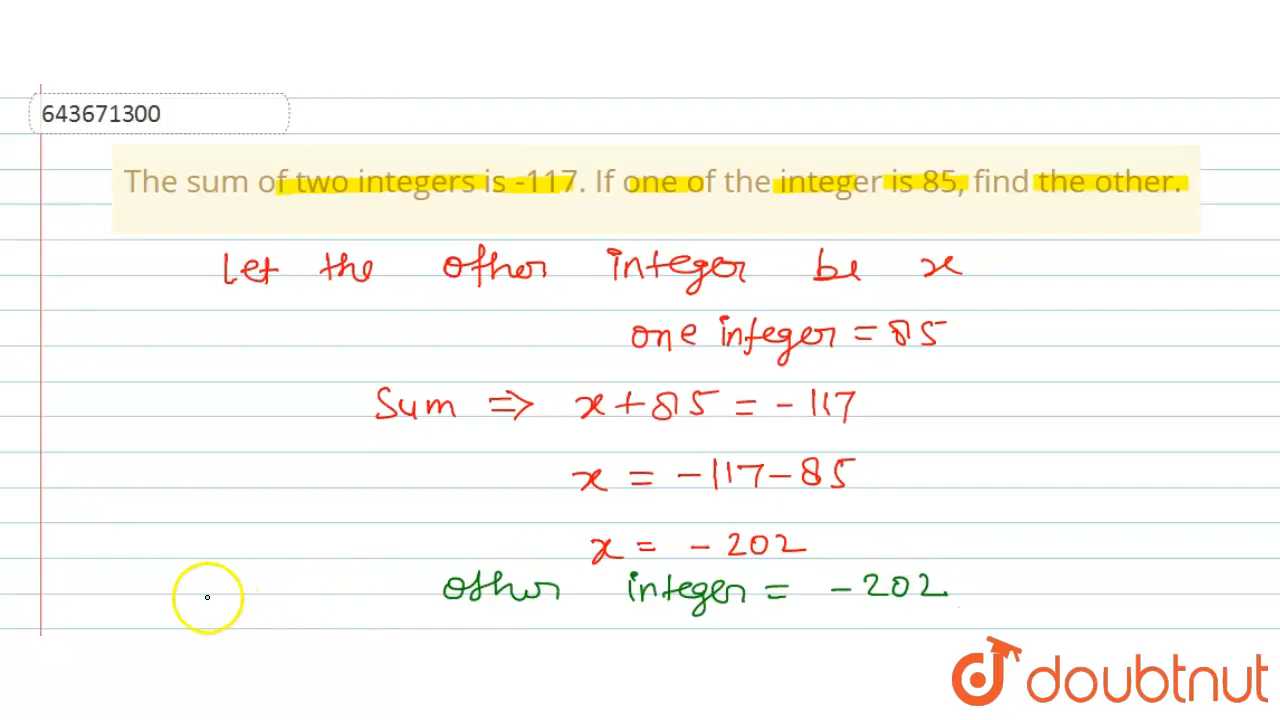 643671300
The sum of two integers is -117. If one of the integer is 85, find the other.
Let the other integer be x
one integer = 85
Sum ⇒ x + 85 = - 117
x = - 117 - 85
x = - 202
other integer = - 202
doubtnut